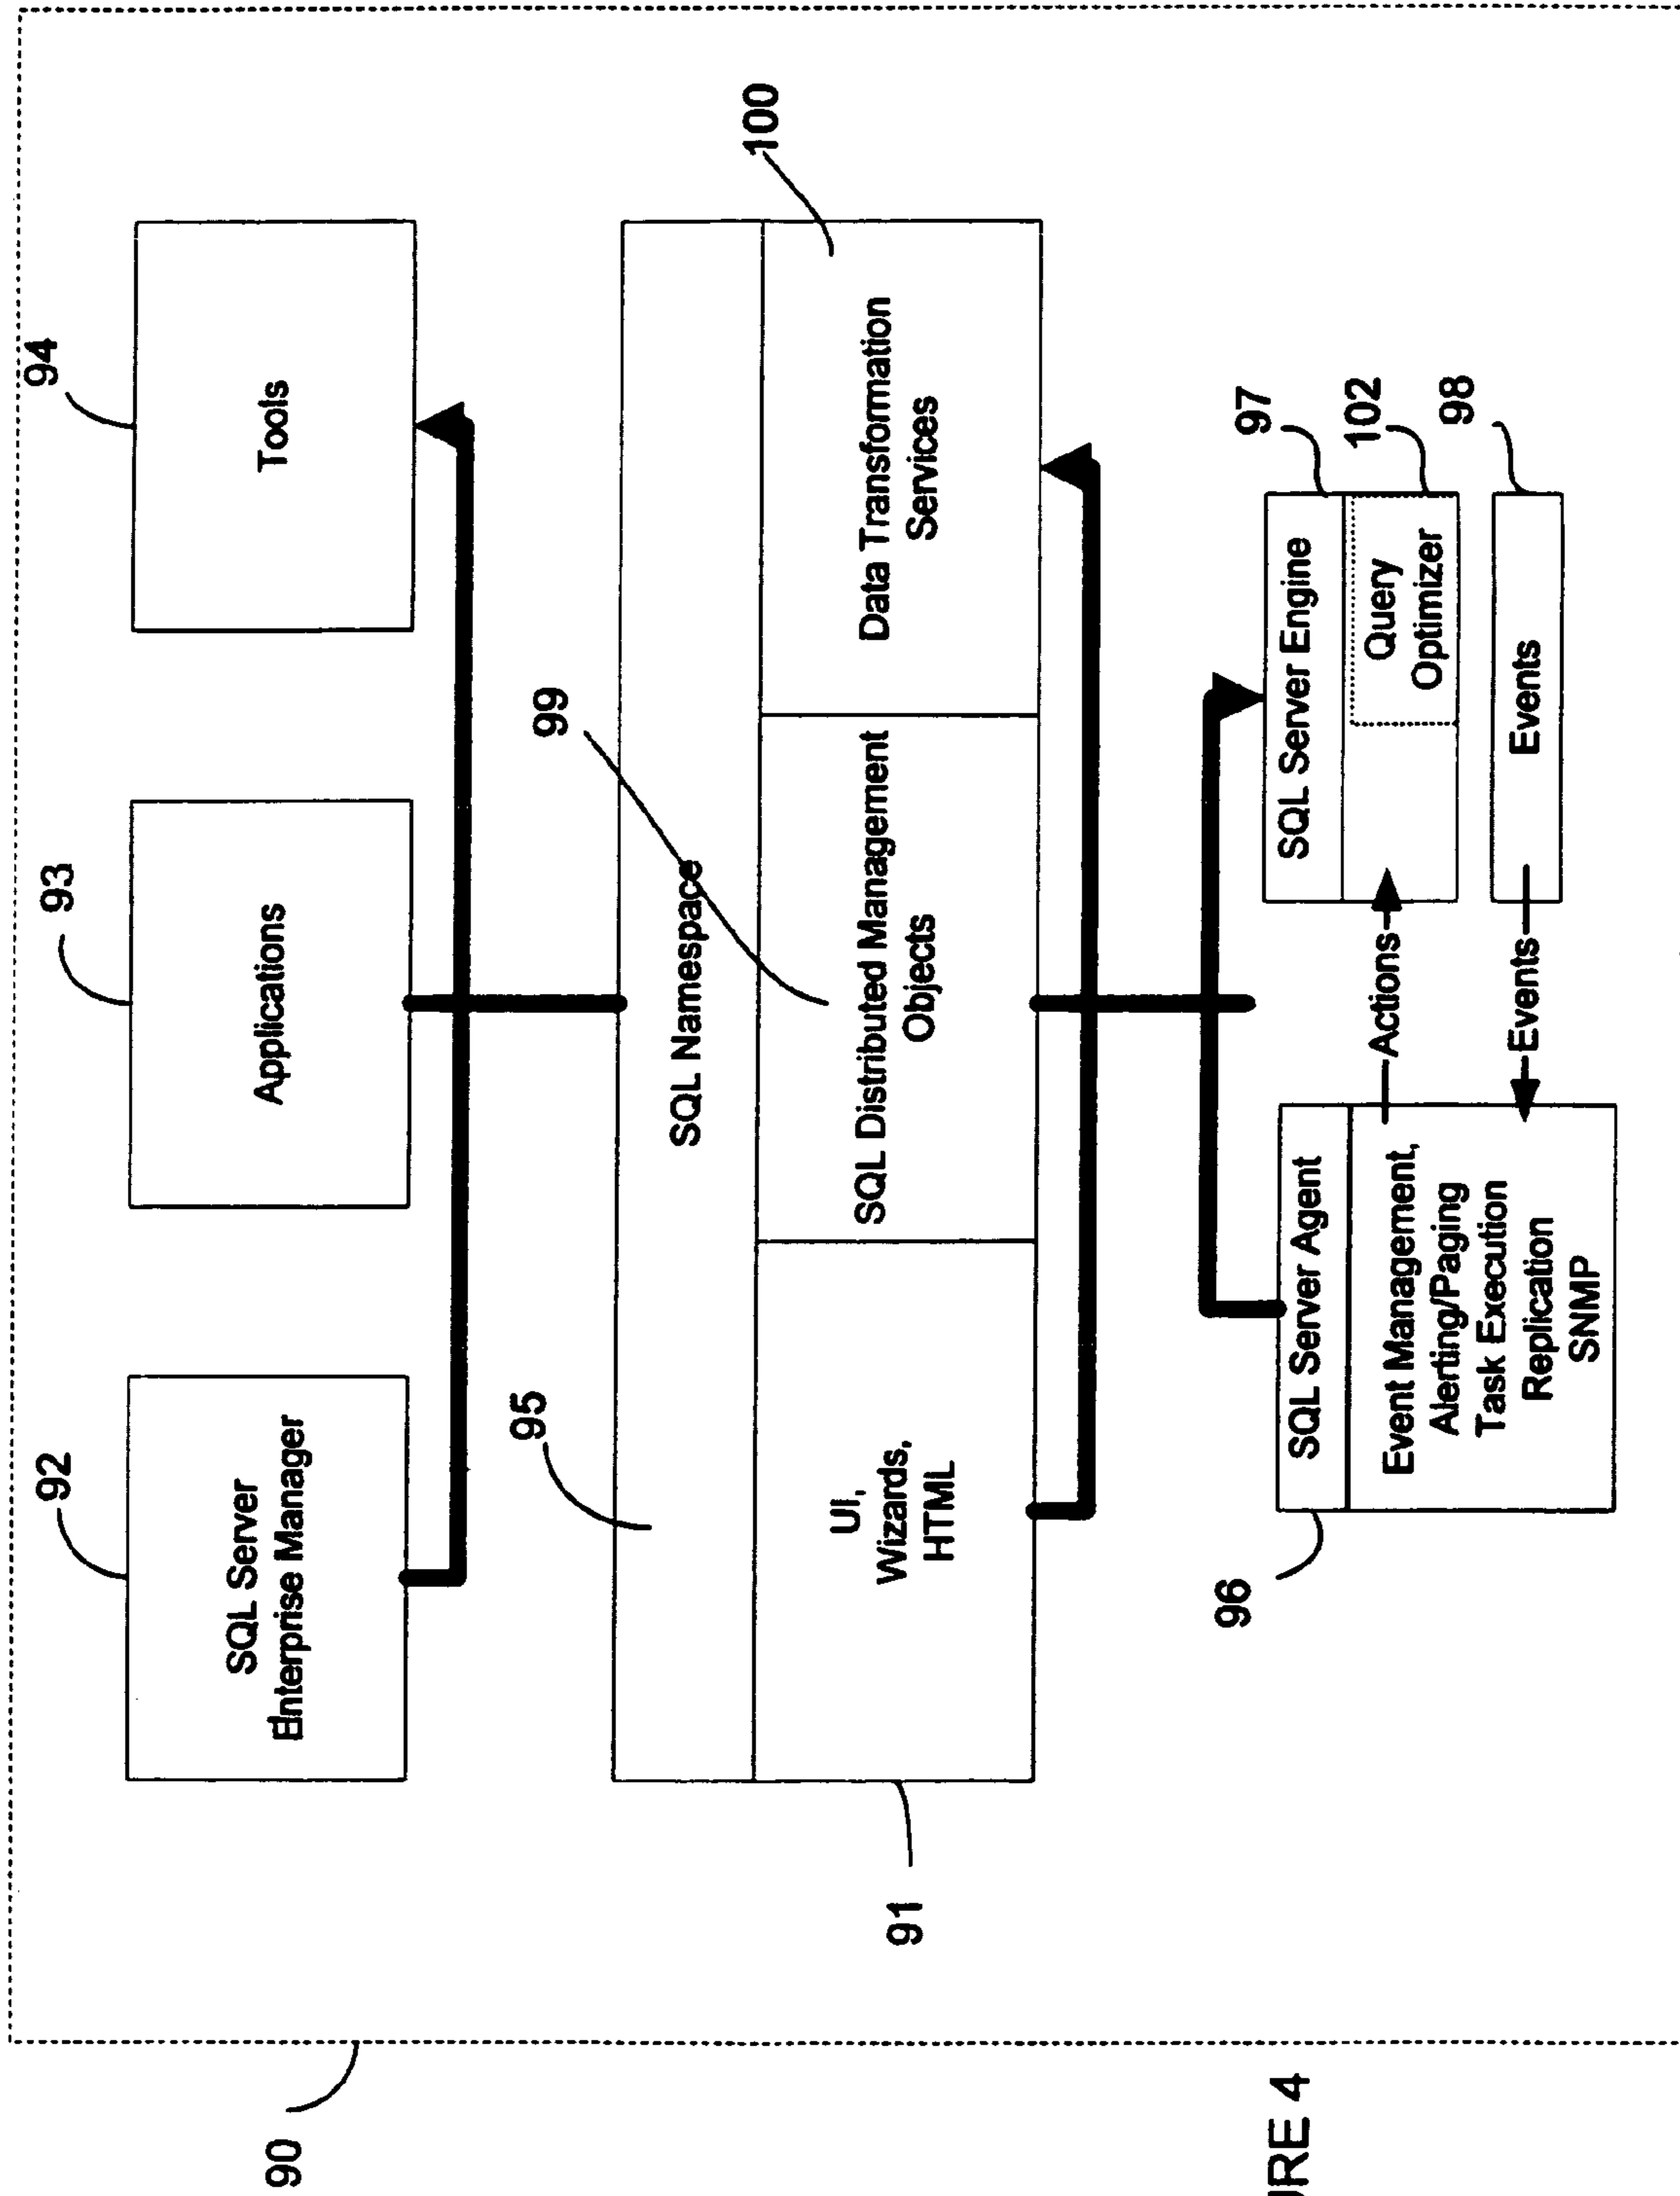 90
92
SQL Server
Enterprise Manager
93
Applications
94
Tools
95
SQL Namespace
99
100
91
UI,
Wizards,
HTML
SQL Distributed Management
Objects
Data Transformation
Services
96
SQL Server Agent
Event Management,
Alerting/Paging
Task Execution
Replication
SNMP
Actions
Events
97
SQL Server Engine
102
Query
Optimizer
98
Events
URE 4